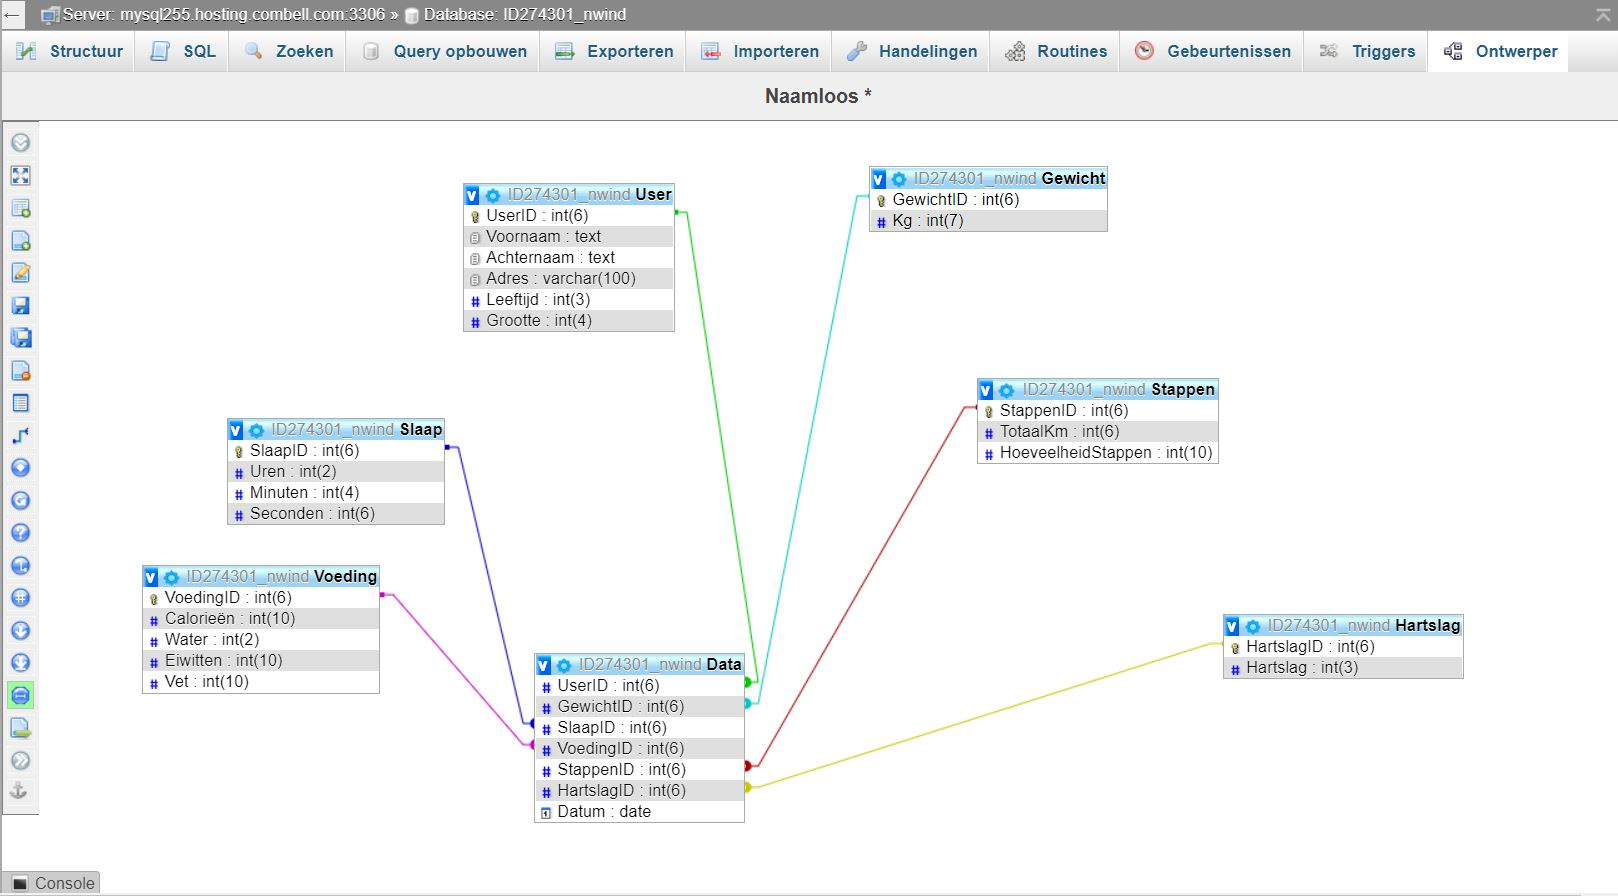 Server: mysql255.hosting.combell.com:3306 » Database: ID274301_nwind
Structuur SQL Zoeken Query opbouwen Exporteren Importeren Handelingen Routines Gebeurtenissen Triggers Ontwerper
Naamloos *
ID274301_nwind Gewicht
GewichtID : int(6)
Kg : int(7)
ID274301_nwind User
UserID : int(6)
Voornaam : text
Achternaam : text
Adres : varchar(100)
Leeftijd : int(3)
Grootte : int(4)
ID274301_nwind Stappen
StappenID : int(6)
TotaalKm : int(6)
HoeveelheidStappen : int(10)
ID274301_nwind Slaap
SlaapID : int(6)
Uren : int(2)
Minuten : int(4)
Seconden : int(6)
ID274301_nwind Voeding
VoedingID : int(6)
Calorieën : int(10)
Water : int(2)
Eiwitten : int(10)
Vet : int(10)
ID274301_nwind Hartslag
HartslagID : int(6)
Hartslag : int(3)
ID274301_nwind Data
UserID : int(6)
GewichtID : int(6)
SlaapID : int(6)
VoedingID : int(6)
StappenID : int(6)
HartslagID : int(6)
Datum : date
Console